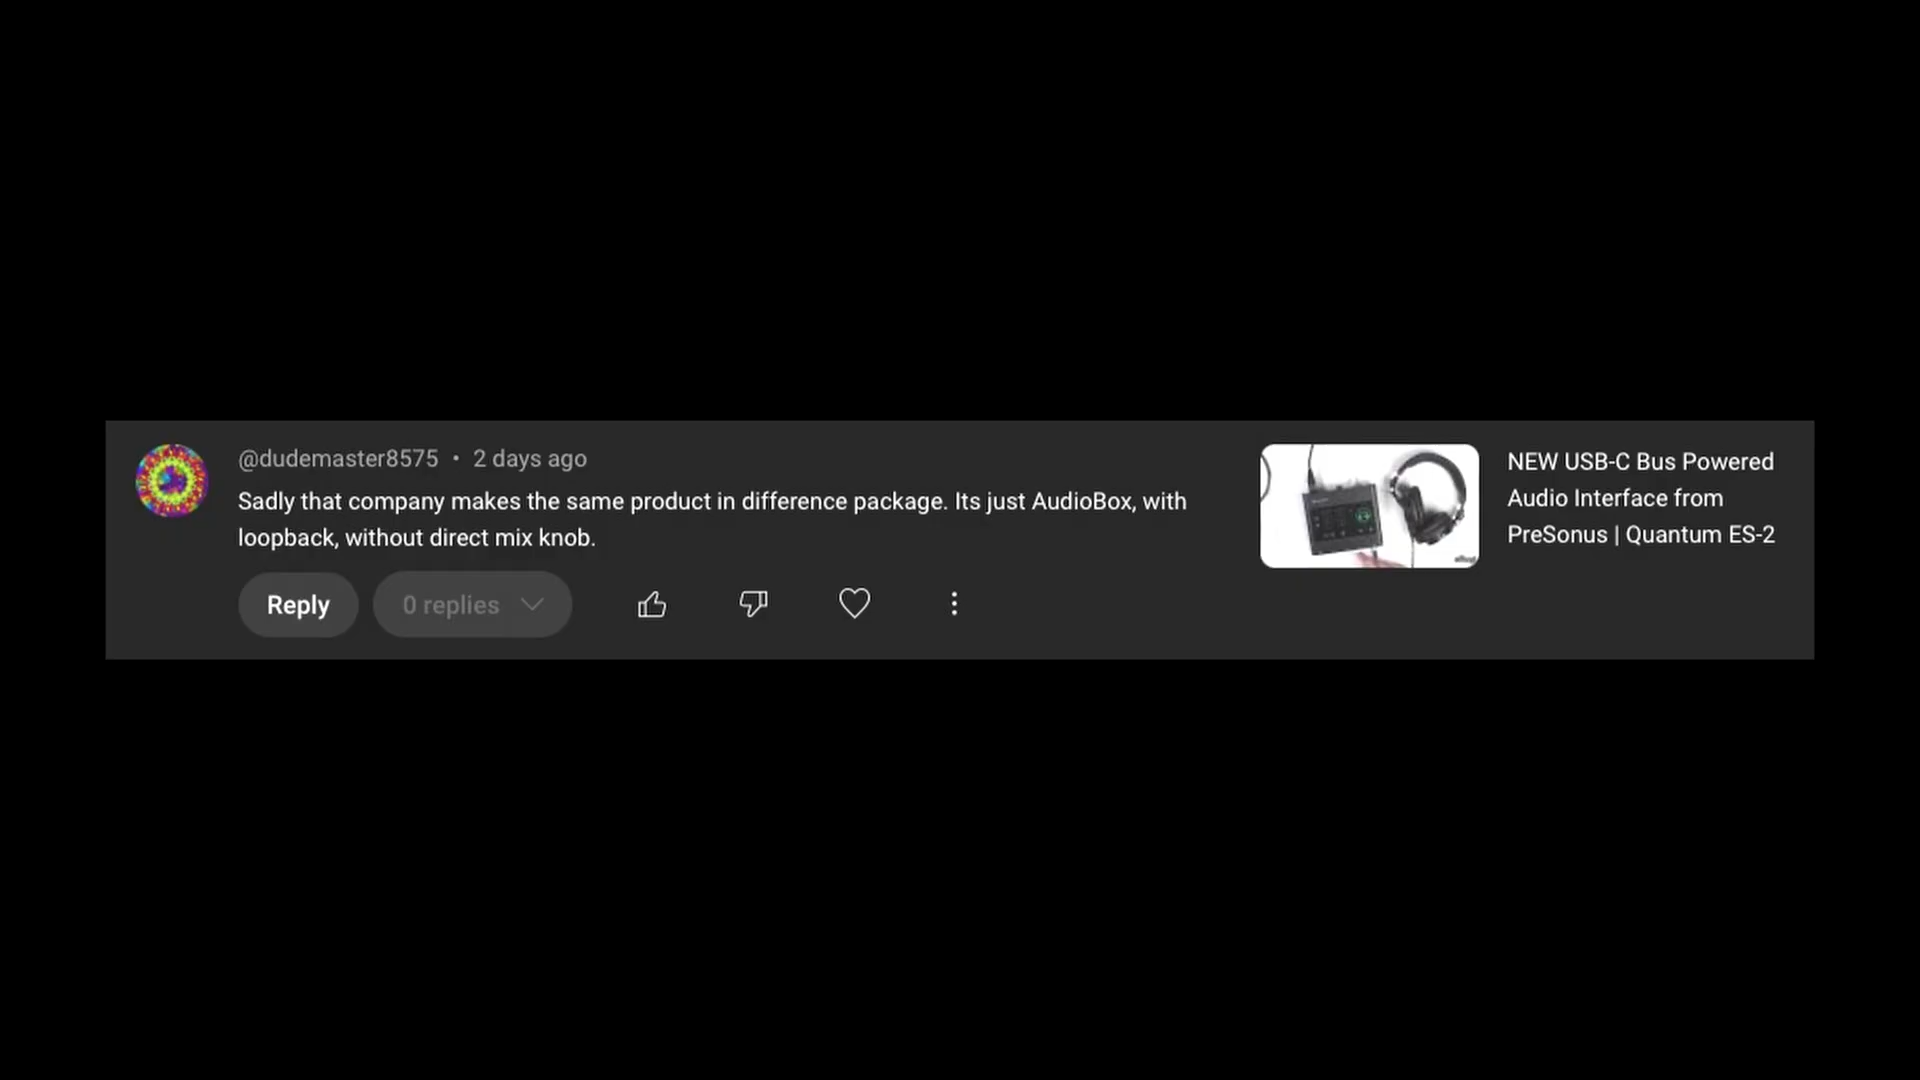 @dudemaster8575 • 2 days ago
Sadly that company makes the same product in difference package. Its just AudioBox, with
loopback, without direct mix knob.
Reply
0 replies
NEW USB-C Bus Powered
Audio Interface from
PreSonus | Quantum ES-2